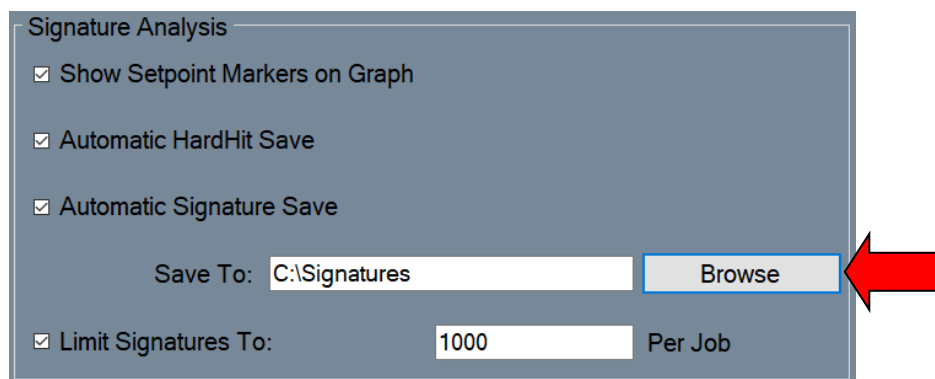 Signature Analysis
Show Setpoint Markers on Graph
Automatic HardHit Save
Automatic Signature Save
Save To: C:\Signatures Browse
Limit Signatures To: 1000 Per Job